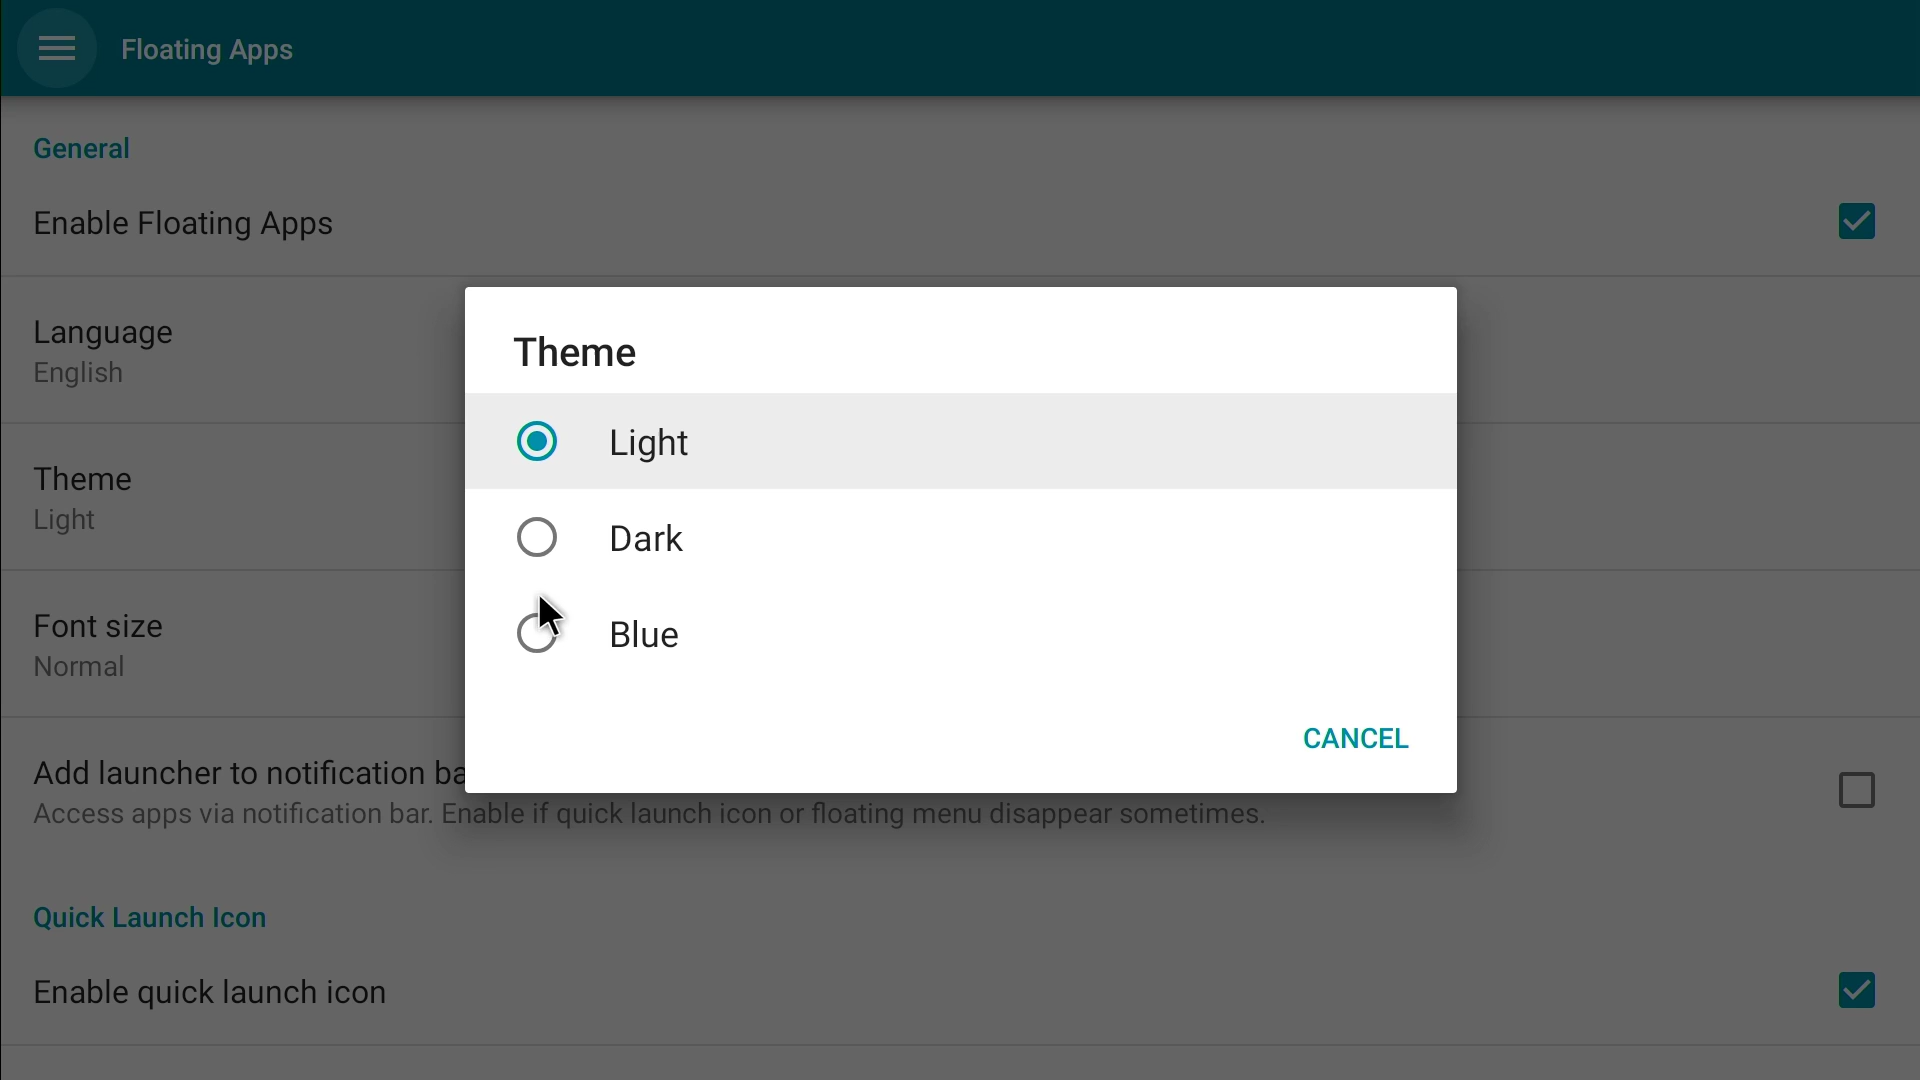 Floating Apps
General
Enable Floating Apps
Language
English
Theme
Light
Font size
Normal
Add launcher to notification ba
Access apps via notification bar. Enable if quick launch icon or floating menu disappear sometimes.
Quick Launch Icon
Enable quick launch icon
Theme
Light
Dark
Blue
CANCEL